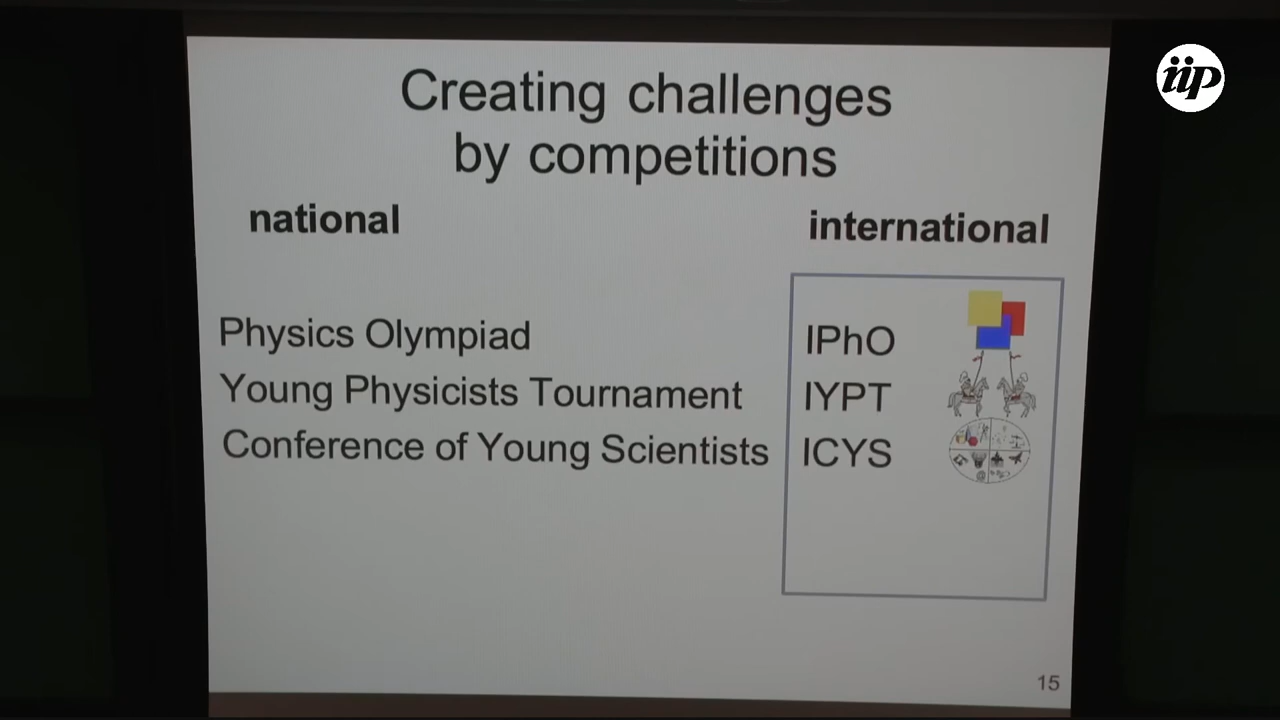 iip
Creating challenges
by competitions
national
international
Physics Olympiad
IPhO
Young Physicists Tournament
IYPT
Conference of Young Scientists
ICYS
15